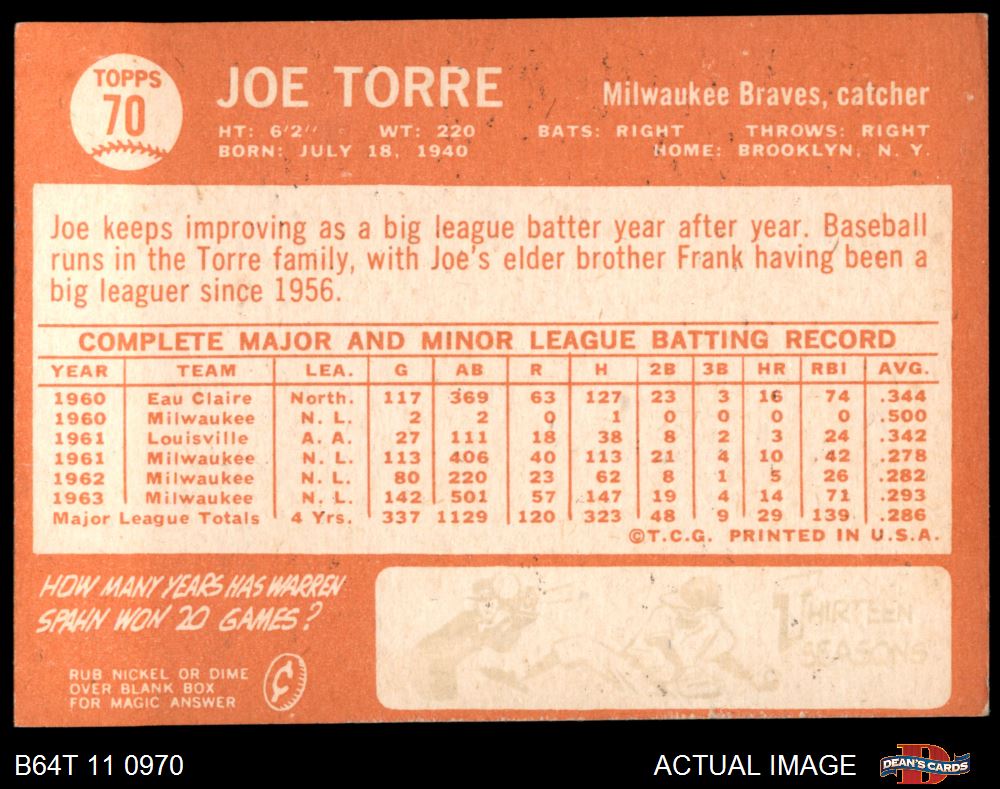 TOPPS
70
JOE TORRE
Milwaukee Braves, catcher
HT: 6'2" WT: 220 BATS: RIGHT THROWS: RIGHT
BORN: JULY 18, 1940 HOME: BROOKLYN, N. Y.
Joe keeps improving as a big league batter year after year. Baseball
runs in the Torre family, with Joe's elder brother Frank having been a
big leaguer since 1956.
COMPLETE MAJOR AND MINOR LEAGUE BATTING RECORD
YEAR TEAM LEA. G AB R H 2B 3B HR RBI AVG.
1960 Eau Claire North. 117 369 63 127 23 3 16 74 .344
1960 Milwaukee N. L. 2 2 0 1 0 0 0 0 .500
1961 Louisville A. A. 27 111 18 38 8 2 3 24 .342
1961 Milwaukee N. L. 113 406 40 113 21 4 10 42 .278
1962 Milwaukee N. L. 80 220 23 62 8 1 5 26 .282
1963 Milwaukee N. L. 142 501 57 147 19 4 14 71 .293
Major League Totals 4 Yrs. 337 1129 120 323 48 9 29 139 .286
©T.C.G. PRINTED IN U.S.A.
HOW MANY YEARS HAS WARREN
SPAHN WON 20 GAMES?
RUB NICKEL OR DIME
OVER BLANK BOX
FOR MAGIC ANSWER
¢
THIRTEEN
SEASONS
B64T 11 0970
ACTUAL IMAGE
D
DEAN'S CARDS